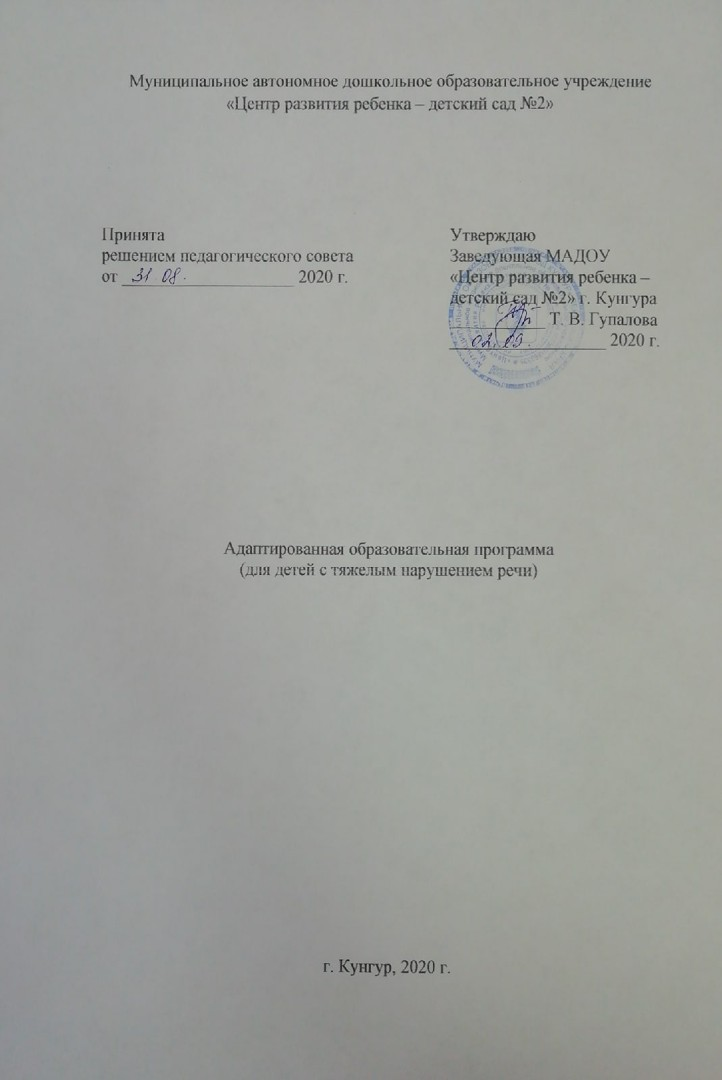 Муниципальное автономное дошкольное образовательное учреждение
«Центр развития ребенка – детский сад №2»
Принята
решением педагогического совета
от 31 08. 2020 г.
Утверждаю
Заведующая МАДОУ
«Центр развития ребенка –
детский сад №2» г. Кунгура
Т. В. Гупалова
02.09. 2020 г.
Адаптированная образовательная программа
(для детей с тяжелым нарушением речи)
г. Кунгур, 2020 г.